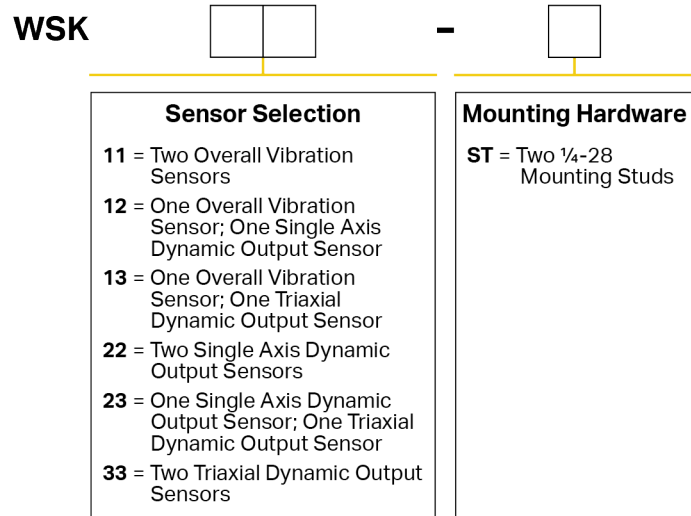 WSK -
Sensor Selection
11 = Two Overall Vibration
Sensors
12 = One Overall Vibration
Sensor; One Single Axis
Dynamic Output Sensor
13 = One Overall Vibration
Sensor; One Triaxial
Dynamic Output Sensor
22 = Two Single Axis Dynamic
Output Sensors
23 = One Single Axis Dynamic
Output Sensor; One Triaxial
Dynamic Output Sensor
33 = Two Triaxial Dynamic Output
Sensors
Mounting Hardware
ST = Two ¼-28
Mounting Studs